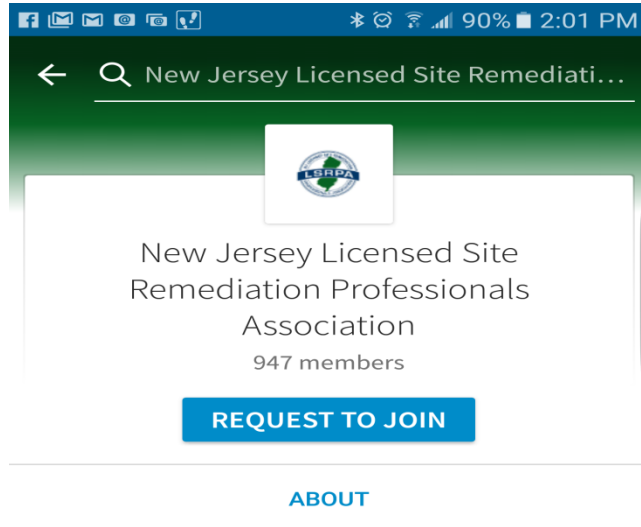 90% 2:01 PM
New Jersey Licensed Site Remediati...
LSRPA
New Jersey Licensed Site
Remediation Professionals
Association
947 members
REQUEST TO JOIN
ABOUT